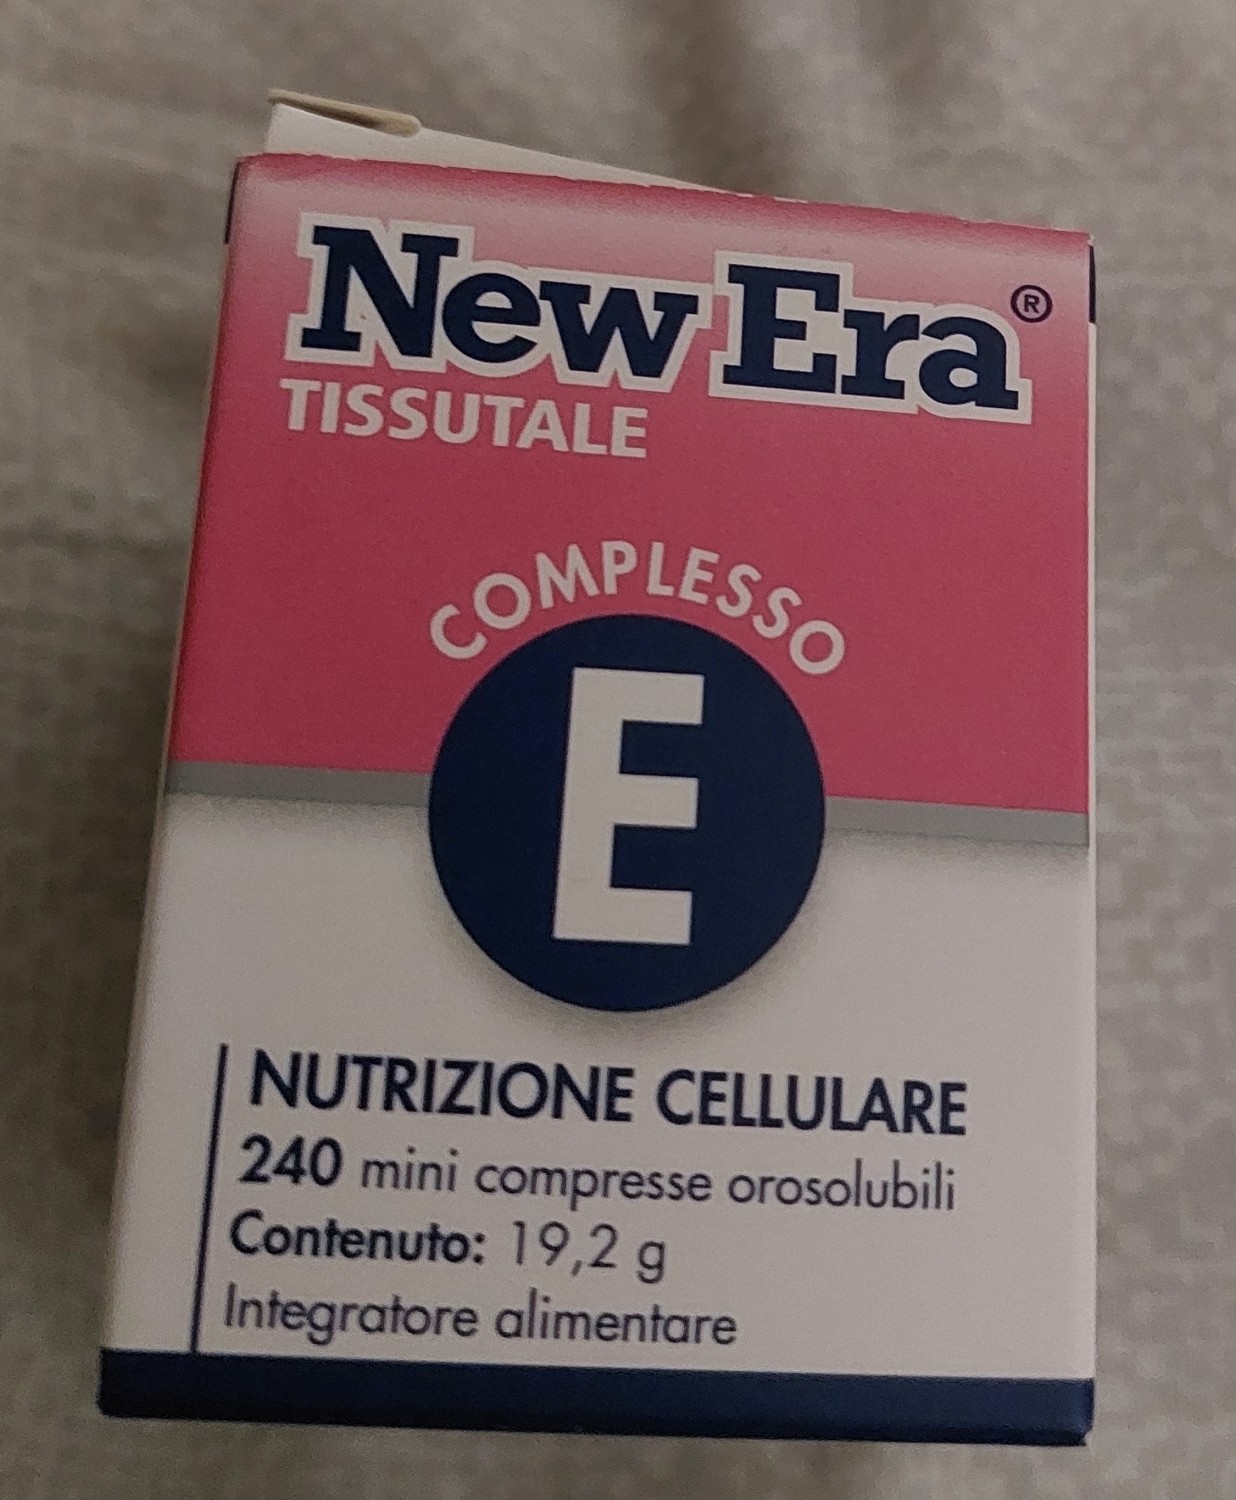 New Era ®
TISSUTALE
COMPLESSO
E
NUTRIZIONE CELLULARE
240 mini compresse orosolubili
Contenuto: 19,2 g
Integratore alimentare